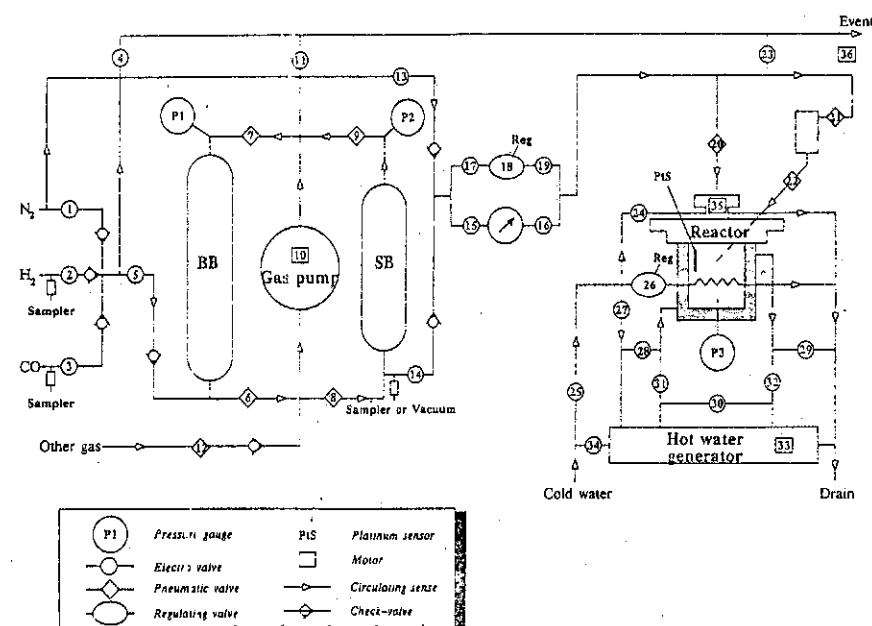 Event
4 11 23 36
13
P1 P2
7 9
Reg
17 18 19
20 21
22
PtS
35
24
N₂ 1
15 16
Reactor
BB 10 SB
Gas pump
H₂ 2 5
Sampler
Reg
26
27
CO 3
28 P3 29
14
Sampler
6 8
Sampler or Vacuum
25 31 32
30
Other gas 12
34 Hot water 33
generator
Cold water Drain
P1 Pressure gauge PtS Platinum sensor
Electro valve Motor
Pneumatic valve Circulating sense
Regulating valve Check-valve